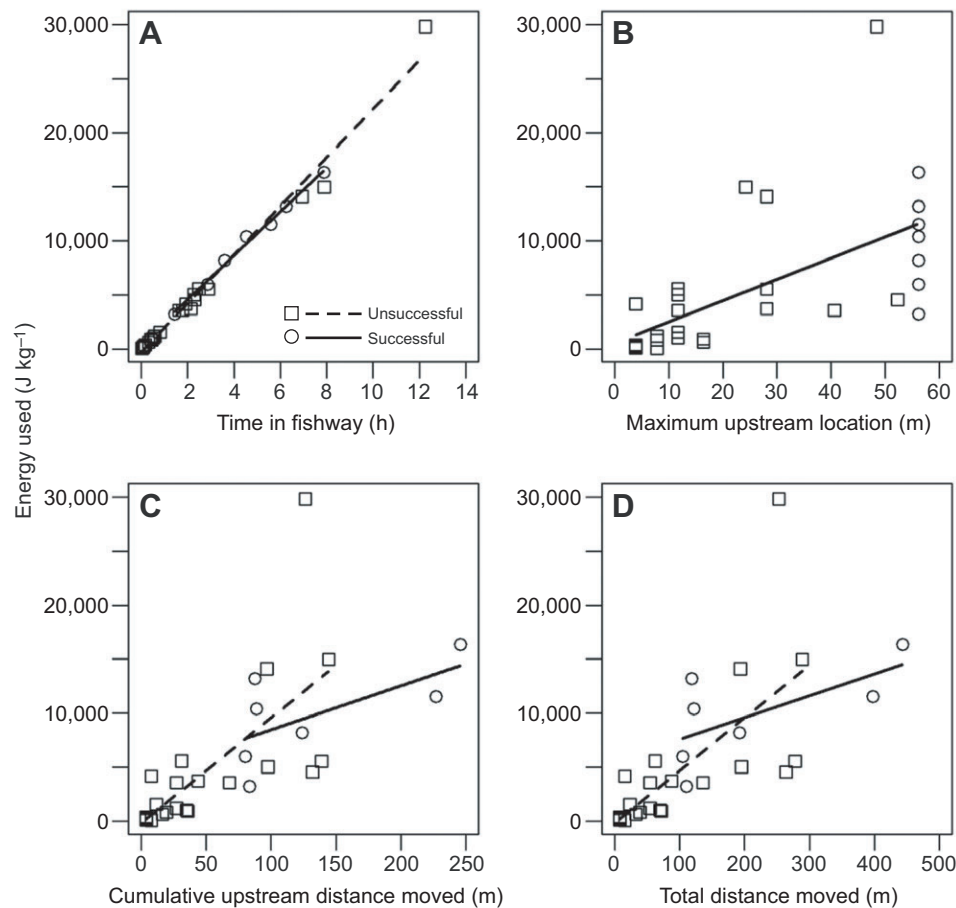 A
B
30,000
20,000
10,000
0
Unsuccessful
Successful
0 2 4 6 8 10 12 14
Time in fishway (h)
30,000
20,000
10,000
0
0 10 20 30 40 50 60
Maximum upstream location (m)
Energy used (J kg⁻¹)
C
D
30,000
20,000
10,000
0
0 50 100 150 200 250
Cumulative upstream distance moved (m)
30,000
20,000
10,000
0
0 100 200 300 400 500
Total distance moved (m)